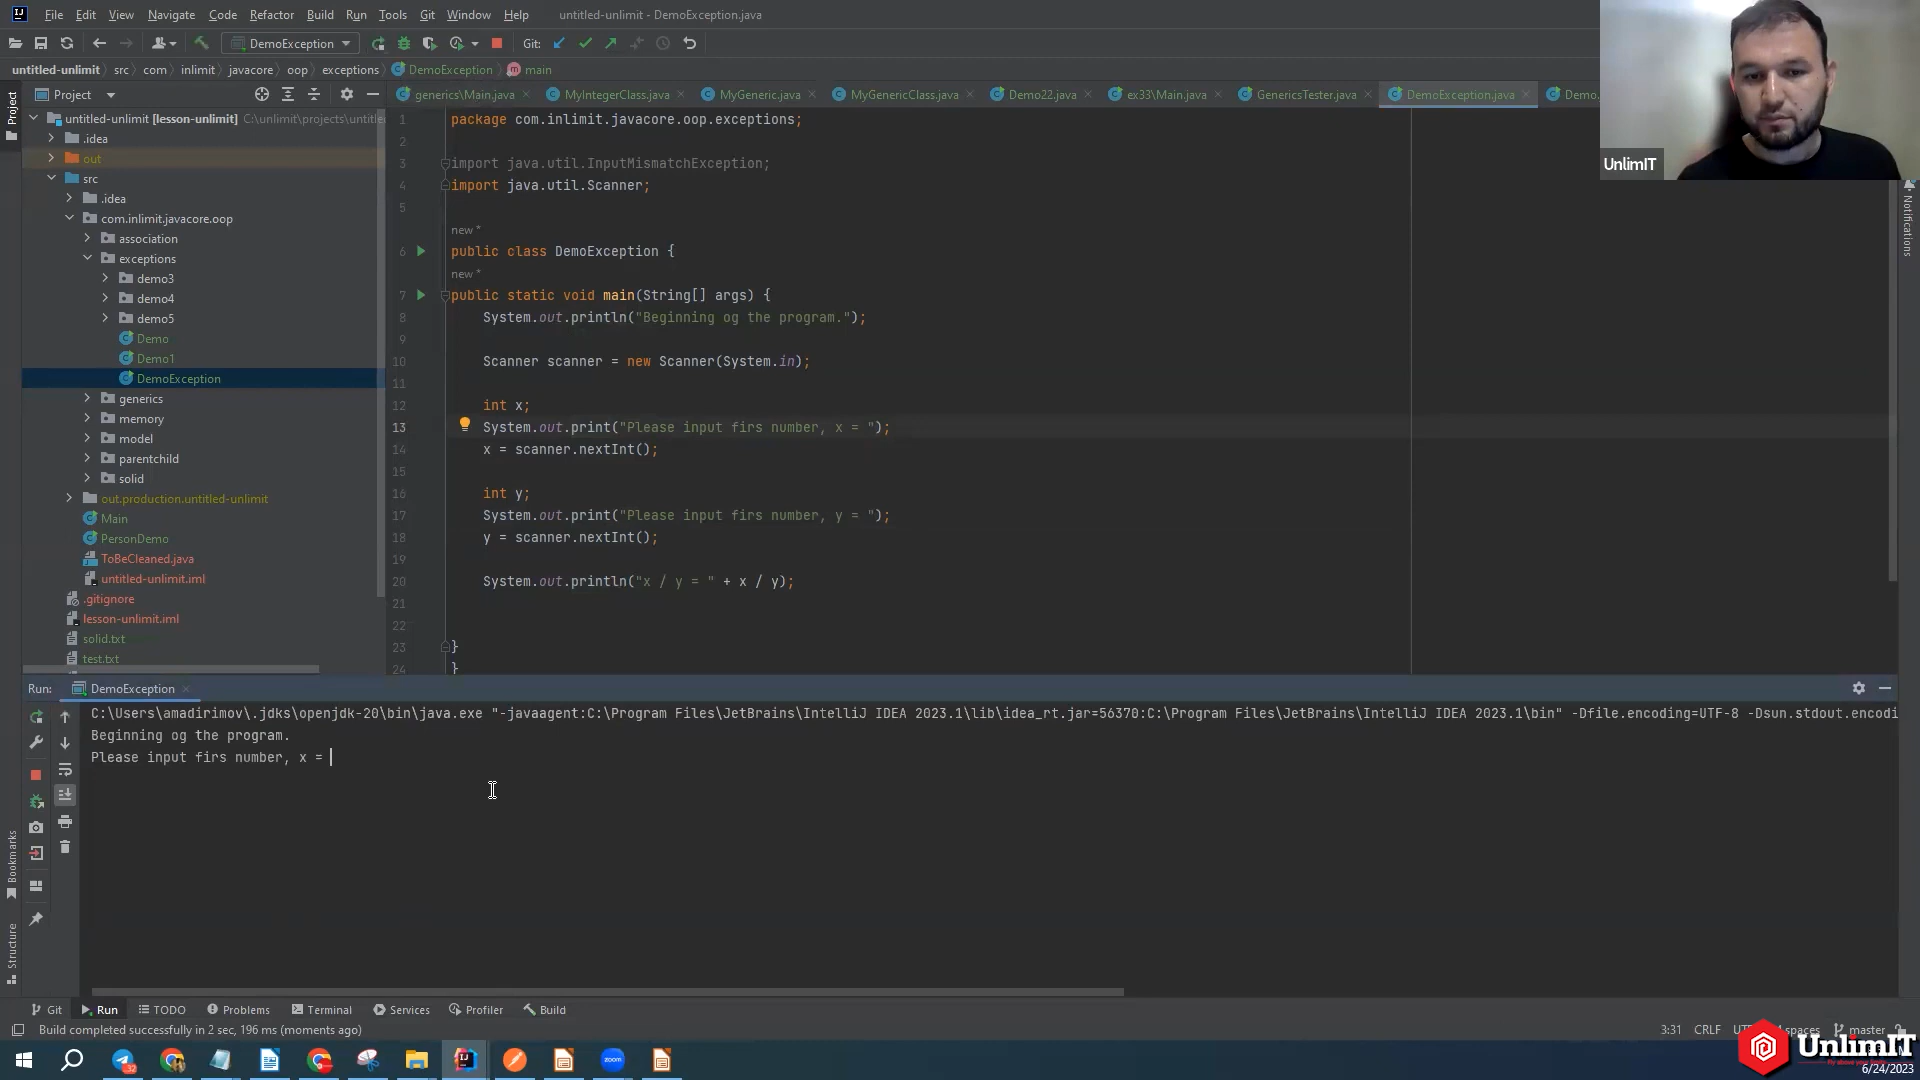 File Edit View Navigate Code Refactor Build Run Tools Git Window Help untitled-unlimit - DemoException.java
DemoException Git:
untitled-unlimit src com inlimit javacore oop exceptions DemoException main
Project
generics\Main.java MyIntegerClass.java MyGeneric.java MyGenericClass.java Demo22.java ex33\Main.java GenericsTester.java DemoException.java Demo.
Project
untitled-unlimit [lesson-unlimit] C:\unlimit\projects\untitled
.idea
out
src
.idea
com.inlimit.javacore.oop
association
exceptions
demo3
demo4
demo5
Demo
Demo1
DemoException
generics
memory
model
parentchild
solid
out.production.untitled-unlimit
Main
PersonDemo
ToBeCleaned.java
untitled-unlimit.iml
.gitignore
lesson-unlimit.iml
solid.txt
test.txt
1 package com.inlimit.javacore.oop.exceptions;
2
3 import java.util.InputMismatchException;
4 import java.util.Scanner;
5
new *
6 public class DemoException {
new *
7 public static void main(String[] args) {
8 System.out.println("Beginning og the program.");
9
10 Scanner scanner = new Scanner(System.in);
11
12 int x;
13 System.out.print("Please input firs number, x = ");
14 x = scanner.nextInt();
15
16 int y;
17 System.out.print("Please input firs number, y = ");
18 y = scanner.nextInt();
19
20 System.out.println("x / y = " + x / y);
21
22
23 }
24 }
UnlimIT
Notifications
Run: DemoException
C:\Users\amadirimov\.jdks\openjdk-20\bin\java.exe "-javaagent:C:\Program Files\JetBrains\IntelliJ IDEA 2023.1\lib\idea_rt.jar=56370:C:\Program Files\JetBrains\IntelliJ IDEA 2023.1\bin" -Dfile.encoding=UTF-8 -Dsun.stdout.encodi
Beginning og the program.
Please input firs number, x =
Bookmarks
Structure
Git Run TODO Problems Terminal Services Profiler Build
Build completed successfully in 2 sec, 196 ms (moments ago) 3:31 CRLF spaces master
32
zoom
UnlimIT
6/24/2023